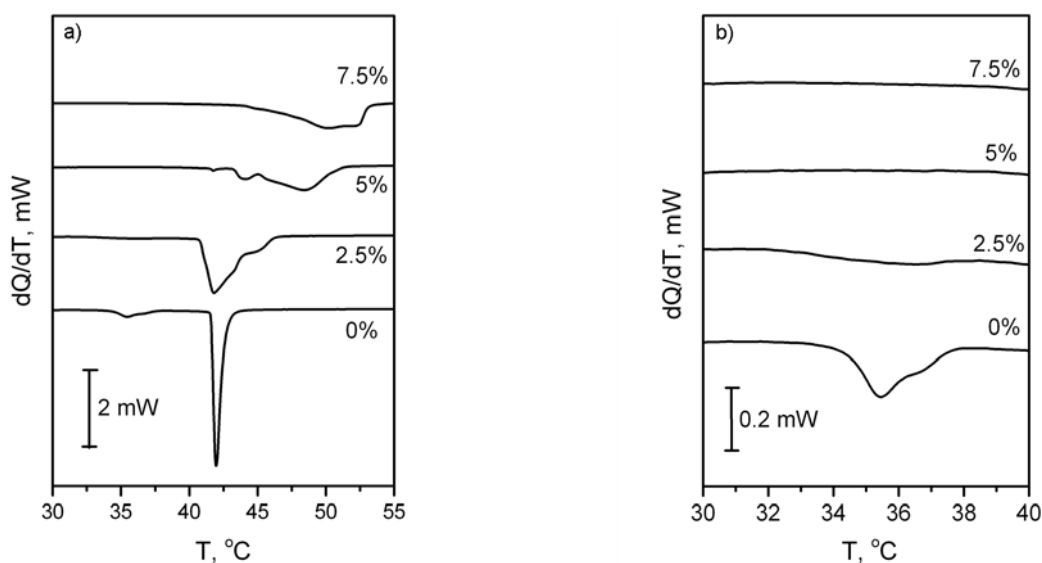 a)
7.5%
5%
2.5%
0%
2 mW
dQ/dT, mW
30 35 40 45 50 55
T, °C
b)
7.5%
5%
2.5%
0%
0.2 mW
dQ/dT, mW
30 32 34 36 38 40
T, °C